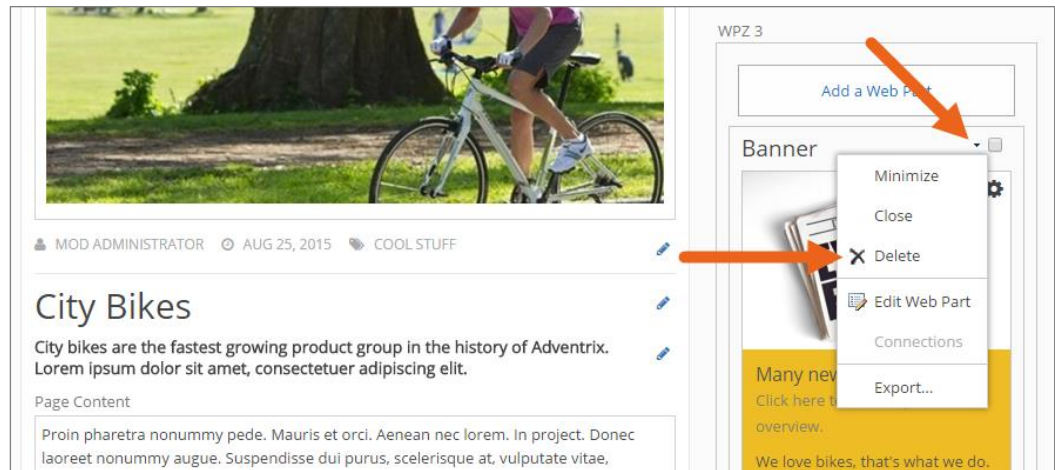 MOD ADMINISTRATOR AUG 25, 2015 COOL STUFF
City Bikes
City bikes are the fastest growing product group in the history of Adventrix.
Lorem ipsum dolor sit amet, consectetuer adipiscing elit.
Page Content
Proin pharetra nonummy pede. Mauris et orci. Aenean nec lorem. In project. Donec
laoreet nonummy augue. Suspendisse dui purus, scelerisque at, vulputate vitae,
WPZ 3
Add a Web Part
Banner
Minimize
Close
Delete
Edit Web Part
Connections
Export...
Many new
Click here
overview.
We love bikes, that's what we do.